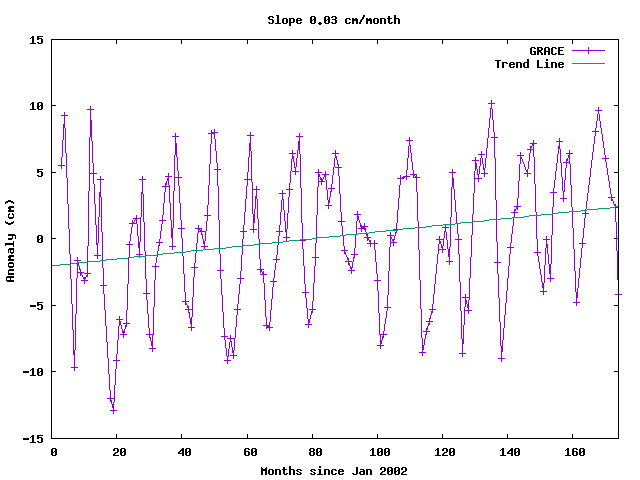 Slope 0.03 cm/month
GRACE
Trend Line
15
10
5
0
-5
-10
-15
Anomaly (cm)
0 20 40 60 80 100 120 140 160
Months since Jan 2002